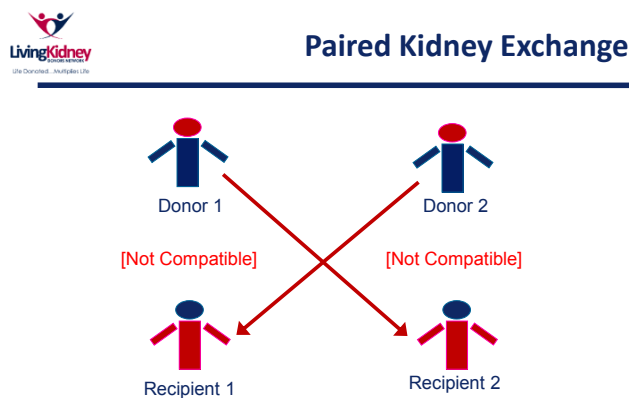 LivingKidney
DONORS NETWORK
Life Donated...Multiplies Life
Paired Kidney Exchange
Donor 1
Donor 2
[Not Compatible]
[Not Compatible]
Recipient 1
Recipient 2